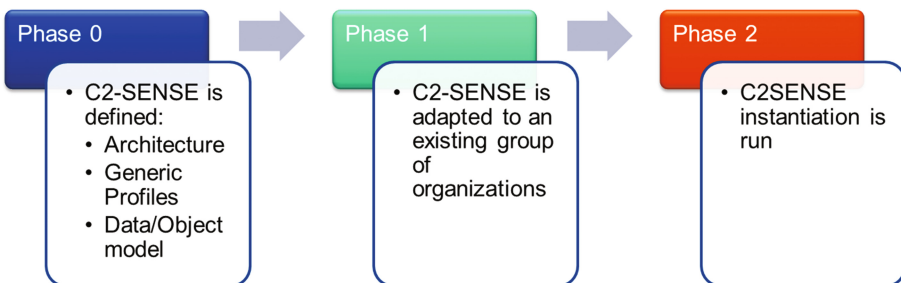 Phase 0
• C2-SENSE is
defined:
• Architecture
• Generic
Profiles
• Data/Object
model
Phase 1
• C2-SENSE is
adapted to an
existing group
of
organizations
Phase 2
• C2SENSE
instantiation is
run